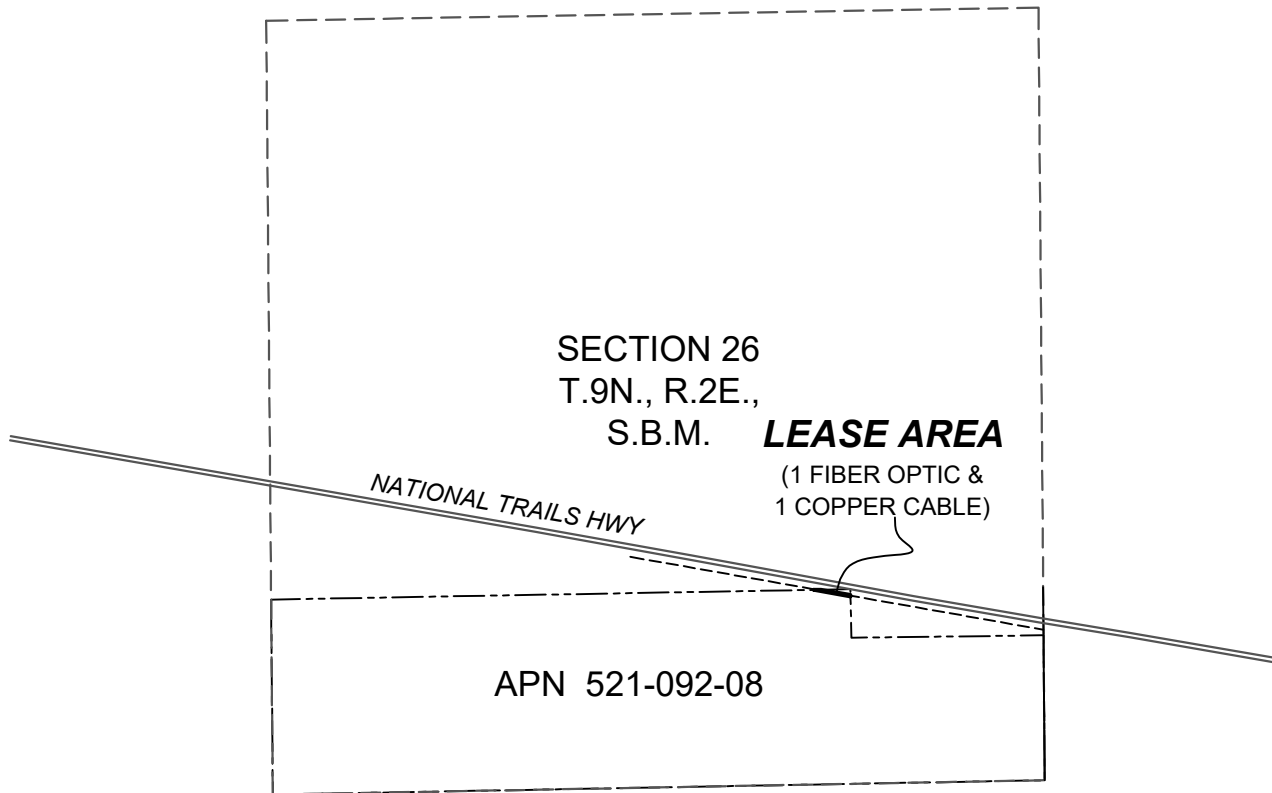 SECTION 26
T.9N., R.2E.,
S.B.M.
LEASE AREA
(1 FIBER OPTIC &
1 COPPER CABLE)
NATIONAL TRAILS HWY
APN 521-092-08